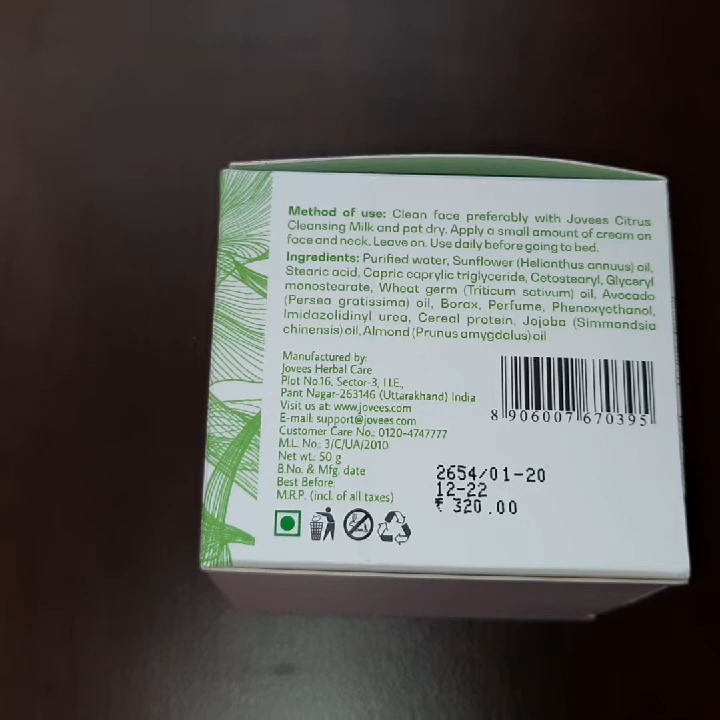 Method of use: Clean face preferably with Jovees Citrus
Cleansing Milk and pat dry. Apply a small amount of cream on
face and neck. Leave on. Use daily before going to bed.
Ingredients: Purified water, Sunflower (Helianthus annuus) oil,
Stearic acid, Capric caprylic triglyceride, Cetostearyl, Glyceryl
monostearate, Wheat germ (Triticum sativum) oil, Avocado
(Persea gratissima) oil, Borax, Perfume, Phenoxyethanol,
Imidazolidinyl urea, Cereal protein, Jojoba (Simmondsia
chinensis) oil, Almond (Prunus amygdalus) oil
Manufactured by:
Jovees Herbal Care
Plot No.16, Sector-3, I.I.E.,
Pant Nagar-263146 (Uttarakhand) India
Visit us at: www.jovees.com
E-mail: support@jovees.com
Customer Care No.: 0120-4747777
M.L. No.: 3/C/UA/2010
Net wt.: 50 g
B.No. & Mfg. date 2654/01-20
Best Before: 12-22
M.R.P. (incl. of all taxes) ₹ 320.00
8 906007 670395